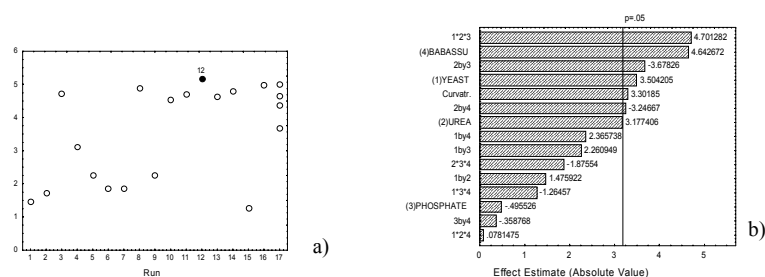 6
5
4
3
2
1
0
12
1 2 3 4 5 6 7 8 9 10 11 12 13 14 15 16 17
Run
a)
p=.05
1*2*3 4.701282
(4)BABASSU 4.642672
2by3 -3.67826
(1)YEAST 3.504205
Curvatr. 3.30185
2by4 -3.24667
(2)UREA 3.177406
1by4 2.365738
1by3 2.260949
2*3*4 -1.87554
1by2 1.475922
1*3*4 -1.26457
(3)PHOSPHATE -.495526
3by4 -.358768
1*2*4 .0781475
0 1 2 3 4 5
Effect Estimate (Absolute Value)
b)